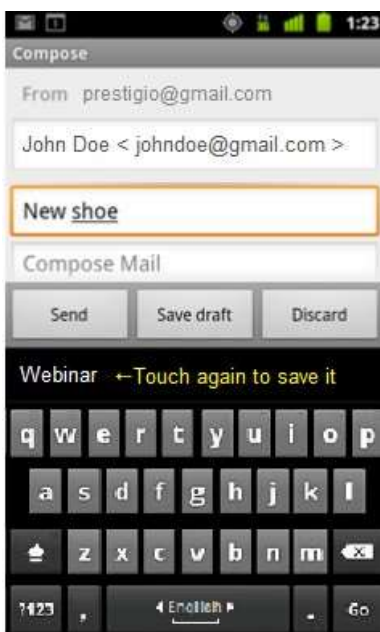 1:23
Compose
From prestigio@gmail.com
John Doe < johndoe@gmail.com >
New shoe
Compose Mail
Send Save draft Discard
Webinar ←Touch again to save it
q w e r t y u i o p
a s d f g h j k l
z x c v b n m
?123 , English . Go